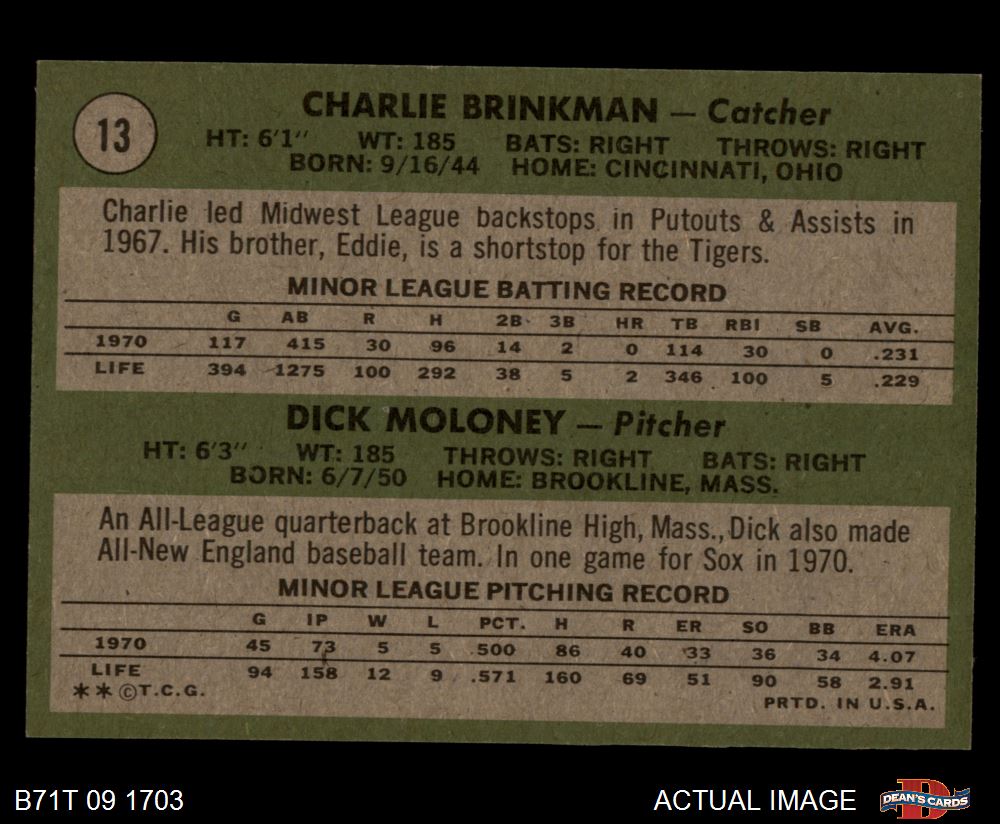 13
CHARLIE BRINKMAN — Catcher
HT: 6'1" WT: 185 BATS: RIGHT THROWS: RIGHT
BORN: 9/16/44 HOME: CINCINNATI, OHIO
Charlie led Midwest League backstops in Putouts & Assists in
1967. His brother, Eddie, is a shortstop for the Tigers.
MINOR LEAGUE BATTING RECORD
G AB R H 2B 3B HR TB RBI SB AVG.
1970 117 415 30 96 14 2 0 114 30 0 .231
LIFE 394 1275 100 292 38 5 2 346 100 5 .229
DICK MOLONEY — Pitcher
HT: 6'3" WT: 185 THROWS: RIGHT BATS: RIGHT
BORN: 6/7/50 HOME: BROOKLINE, MASS.
An All-League quarterback at Brookline High, Mass., Dick also made
All-New England baseball team. In one game for Sox in 1970.
MINOR LEAGUE PITCHING RECORD
G IP W L PCT. H R ER SO BB ERA
1970 45 73 5 5 .500 86 40 33 36 34 4.07
LIFE 94 158 12 9 .571 160 69 51 90 58 2.91
**©T.C.G. PRTD. IN U.S.A.
B71T 09 1703 ACTUAL IMAGE DEAN'S CARDS